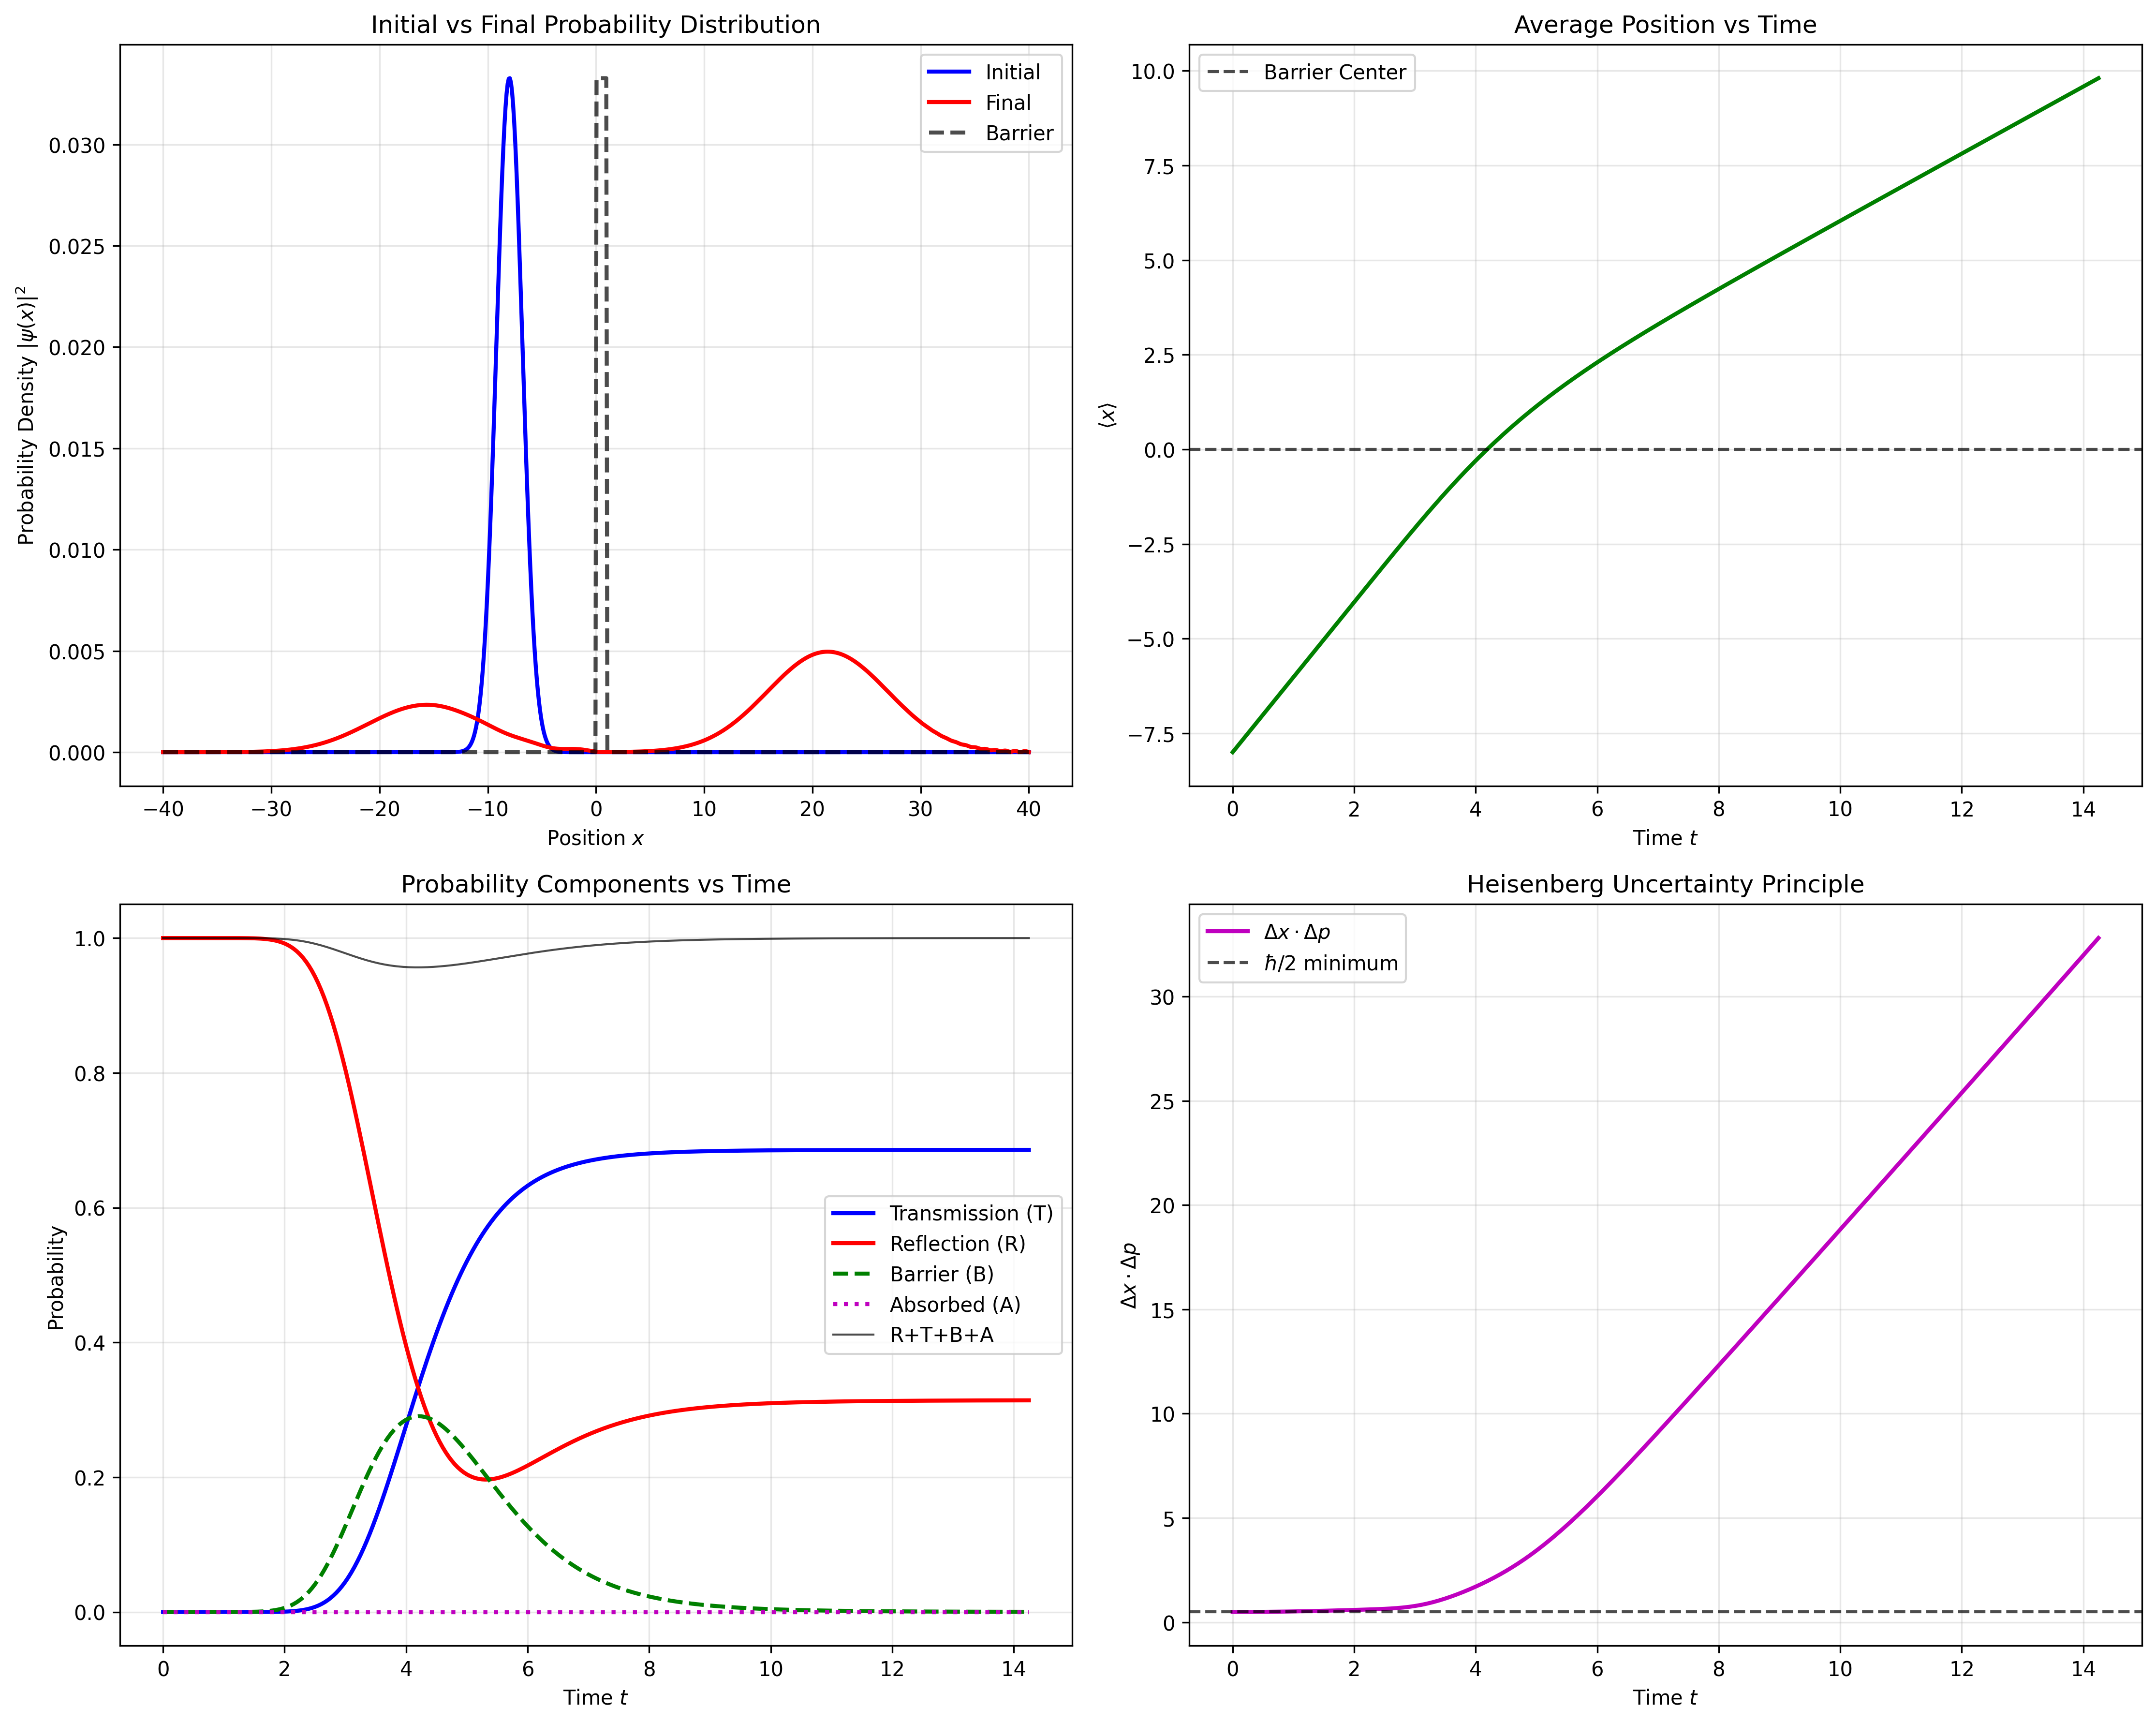 Initial vs Final Probability Distribution
Initial
Final
Barrier
0.030
0.025
0.020
0.015
0.010
0.005
0.000
Probability Density |ψ(x)|²
−40
−30
−20
−10
0
10
20
30
40
Position x
Average Position vs Time
Barrier Center
10.0
7.5
5.0
2.5
0.0
−2.5
−5.0
−7.5
⟨x⟩
0
2
4
6
8
10
12
14
Time t
Probability Components vs Time
1.0
0.8
0.6
0.4
0.2
0.0
Probability
Transmission (T)
Reflection (R)
Barrier (B)
Absorbed (A)
R+T+B+A
0
2
4
6
8
10
12
14
Time t
Heisenberg Uncertainty Principle
Δx · Δp
ħ/2 minimum
30
25
20
15
10
5
0
Δx · Δp
0
2
4
6
8
10
12
14
Time t